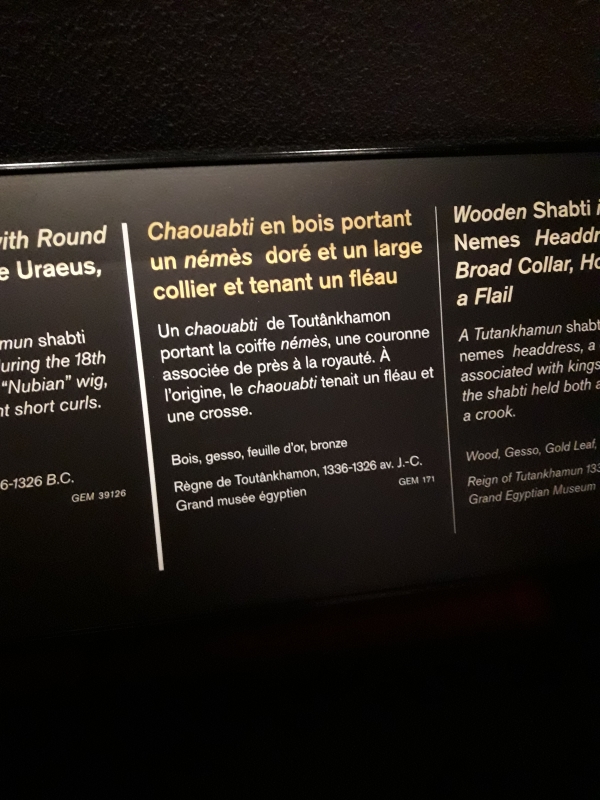 with Round
e Uraeus,
mun shabti
during the 18th
"Nubian" wig,
nt short curls.
6-1326 B.C.
GEM 39126
Chaouabti en bois portant
un némès doré et un large
collier et tenant un fléau
Un chaouabti de Toutânkhamon
portant la coiffe némès, une couronne
associée de près à la royauté. À
l'origine, le chaouabti tenait un fléau et
une crosse.
Bois, gesso, feuille d'or, bronze
Règne de Toutânkhamon, 1336-1326 av. J.-C.
Grand musée égyptien
GEM 171
Wooden Shabti
Nemes Headdr
Broad Collar, Ho
a Flail
A Tutankhamun shabt
nemes headdress, a
associated with kings
the shabti held both a
a crook.
Wood, Gesso, Gold Leaf,
Reign of Tutankhamun 133
Grand Egyptian Museum